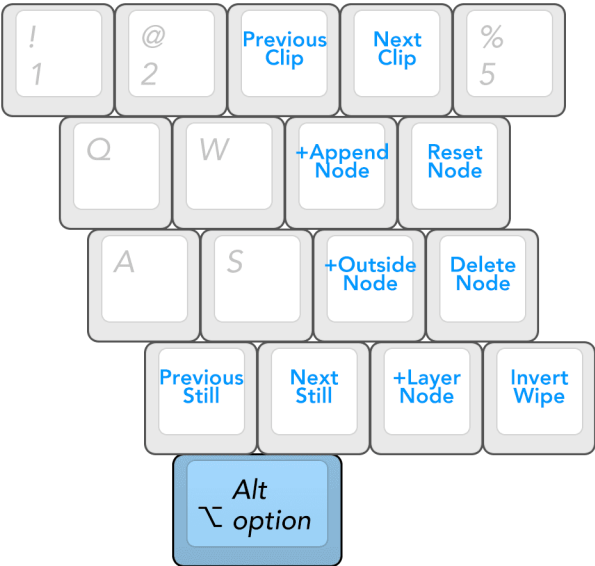 ! @ Previous Next %
1 2 Clip Clip 5
Q W +Append Reset
Node Node
A S +Outside Delete
Node Node
Previous Next +Layer Invert
Still Still Node Wipe
Alt
⌥ option